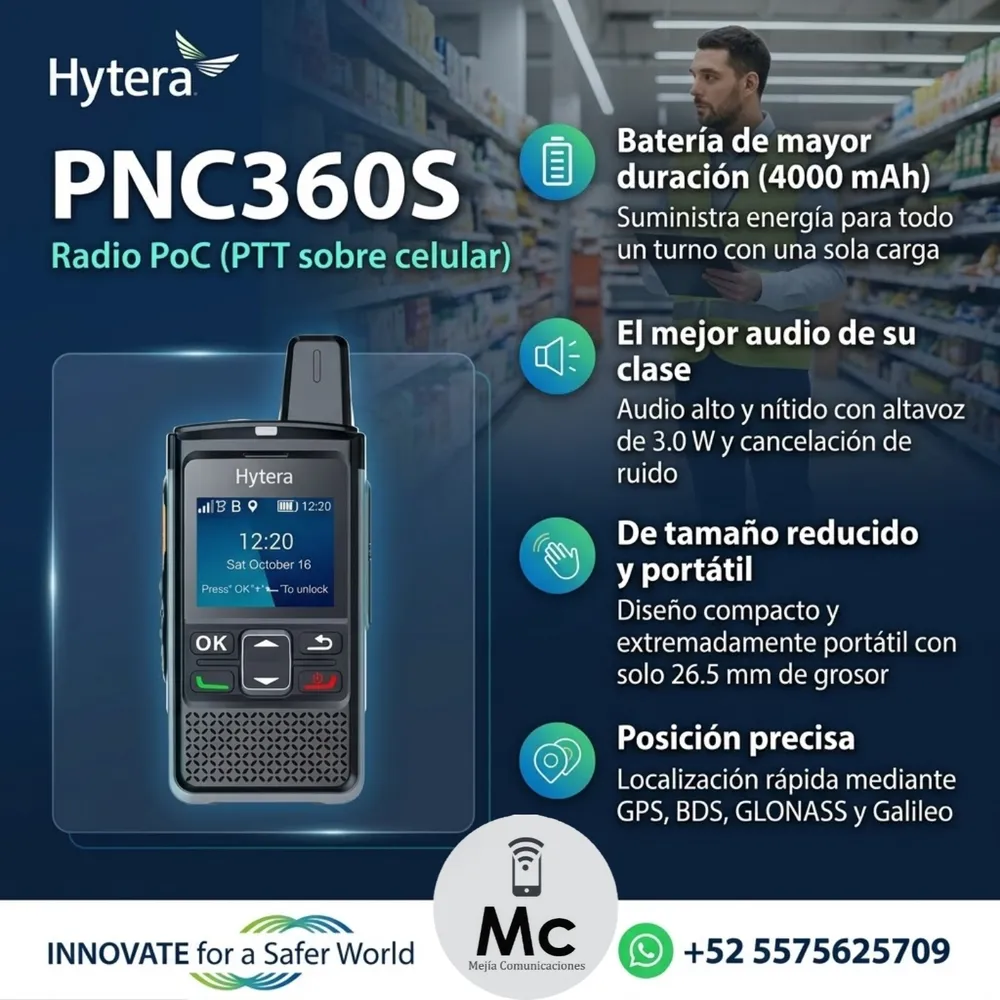 Hytera
PNC360S
Radio PoC (PTT sobre celular)
Hytera
12:20
12:20
Sat October 16
Press" OK"+"
"To unlock
OK
Batería de mayor
duración (4000 mAh)
Suministra energía para todo
un turno con una sola carga
El mejor audio de su
clase
Audio alto y nítido con altavoz
de 3.0 W y cancelación de
ruido
De tamaño reducido
y portátil
Diseño compacto y
extremadamente portátil con
solo 26.5 mm de grosor
Posición precisa
Localización rápida mediante
GPS, BDS, GLONASS y Galileo
INNOVATE for a Safer World
Mc
Mejía Comunicaciones
+52 5575625709